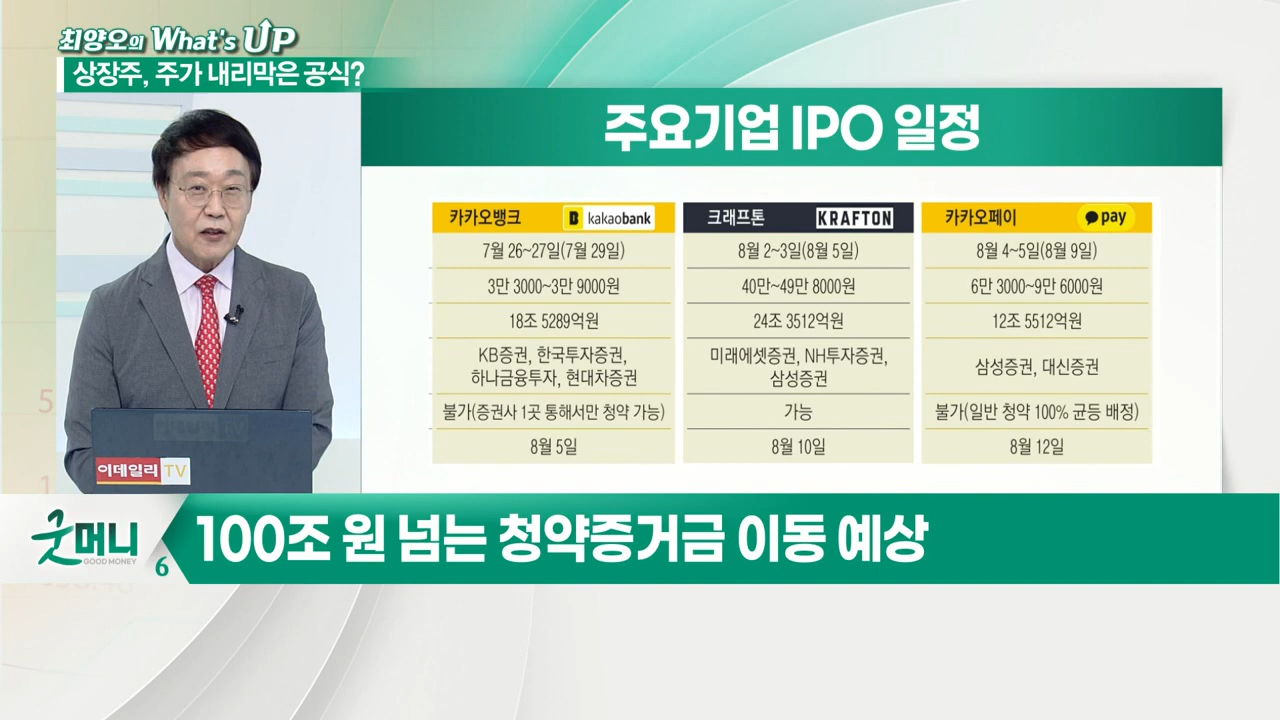 최양오의 What's UP
상장주, 주가 내리막은 공식?
주요기업 IPO 일정
카카오뱅크 B kakaobank 크래프톤 KRAFTON 카카오페이 pay
7월 26~27일(7월 29일) 8월 2~3일(8월 5일) 8월 4~5일(8월 9일)
3만 3000~3만 9000원 40만~49만 8000원 6만 3000~9만 6000원
18조 5289억원 24조 3512억원 12조 5512억원
KB증권, 한국투자증권, 미래에셋증권, NH투자증권, 삼성증권, 대신증권
하나금융투자, 현대차증권 삼성증권
불가(증권사 1곳 통해서만 청약 가능) 가능 불가(일반 청약 100% 균등 배정)
8월 5일 8월 10일 8월 12일
이데일리 TV
굿머니
GOOD MONEY
6
100조 원 넘는 청약증거금 이동 예상